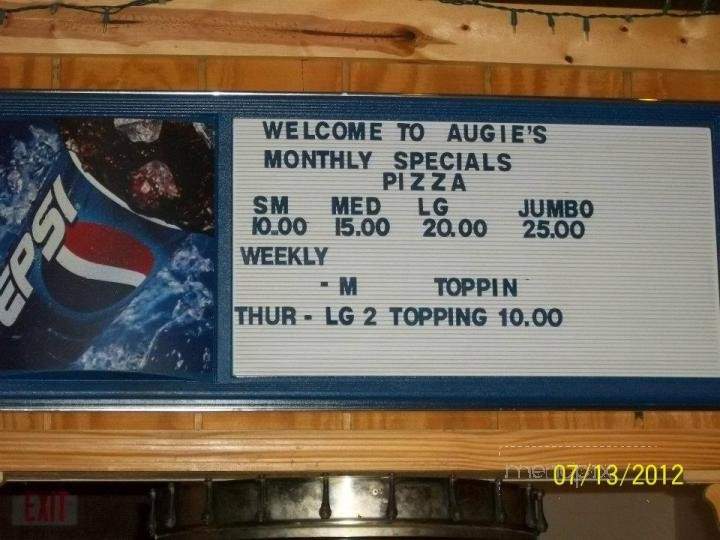 WELCOME TO AUGIE'S
MONTHLY SPECIALS
PIZZA
SM MED LG JUMBO
10.00 15.00 20.00 25.00
WEEKLY
- M TOPPIN
THUR - LG 2 TOPPING 10.00
PEPSI
07/13/2012
EXIT